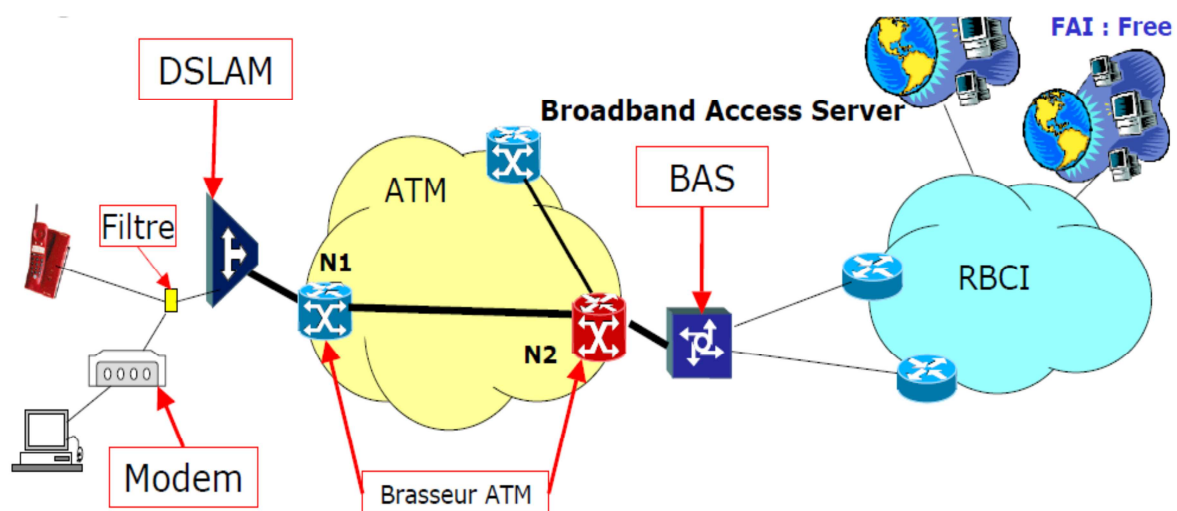 FAI : Free
DSLAM
Broadband Access Server
ATM
BAS
Filtre
N1
RBCI
N2
Modem
Brasseur ATM